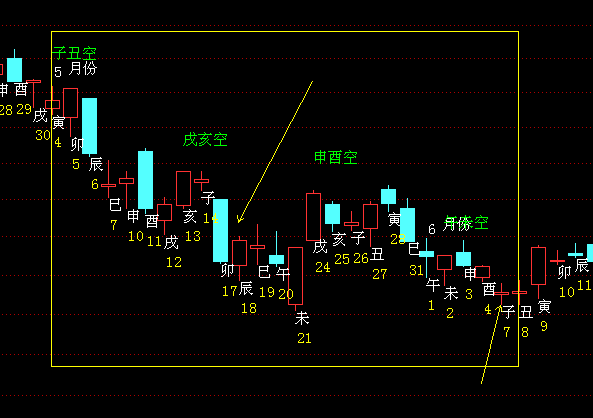 子丑空
5 月份
戌亥空
申酉空
6 月份
空
申
28
酉
29
戌
30
寅
4
卯
5
辰
6
巳
7
申
10
酉
11
戌
12
亥
13
子
14
卯
17
辰
18
巳
19
午
20
未
21
戌
24
亥
25
子
26
丑
27
寅
28
巳
31
午
1
未
2
申
3
酉
4
子
7
丑
8
寅
9
卯
10
辰
11